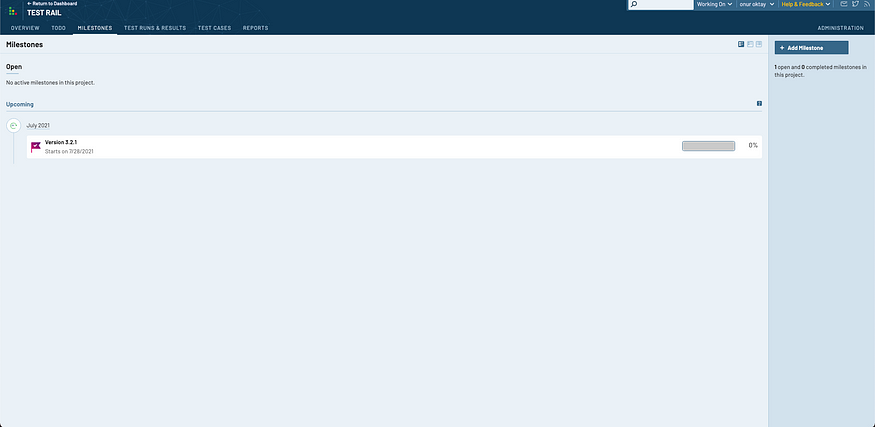 ← Return to Dashboard
TEST RAIL
Working On
onur oktay
Help & Feedback
OVERVIEW TODO MILESTONES TEST RUNS & RESULTS TEST CASES REPORTS ADMINISTRATION
Milestones
+ Add Milestone
Open
1 open and 0 completed milestones in
this project.
No active milestones in this project.
Upcoming
July 2021
Version 3.2.1
Starts on 7/28/2021
0%